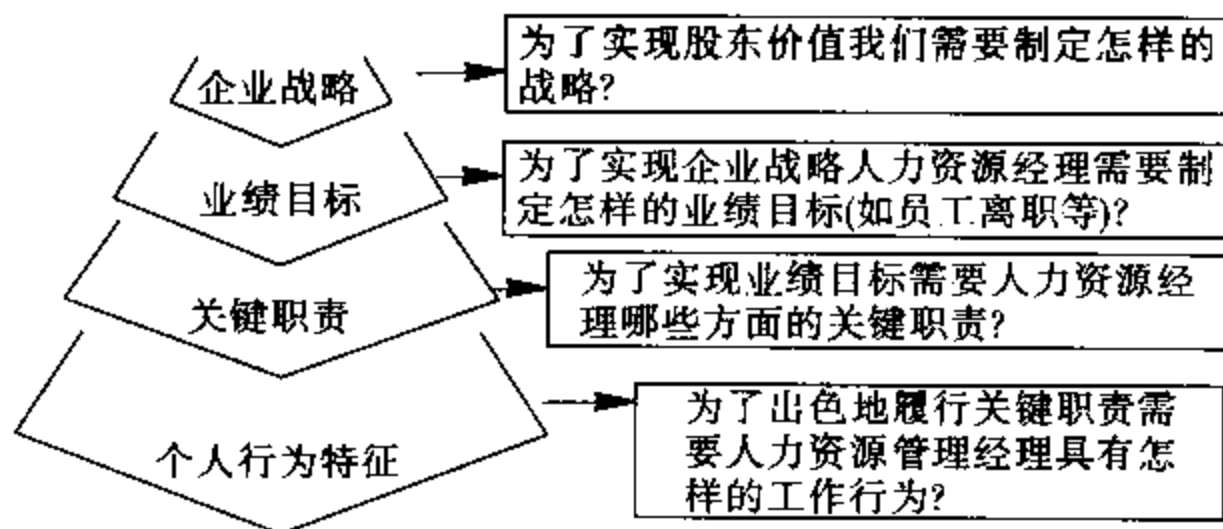 企业战略
为了实现股东价值我们需要制定怎样的
战略?
业绩目标
为了实现企业战略人力资源经理需要制
定怎样的业绩目标(如员工离职等)?
关键职责
为了实现业绩目标需要人力资源经
理哪些方面的关键职责?
个人行为特征
为了出色地履行关键职责需
要人力资源管理经理具有怎
样的工作行为?